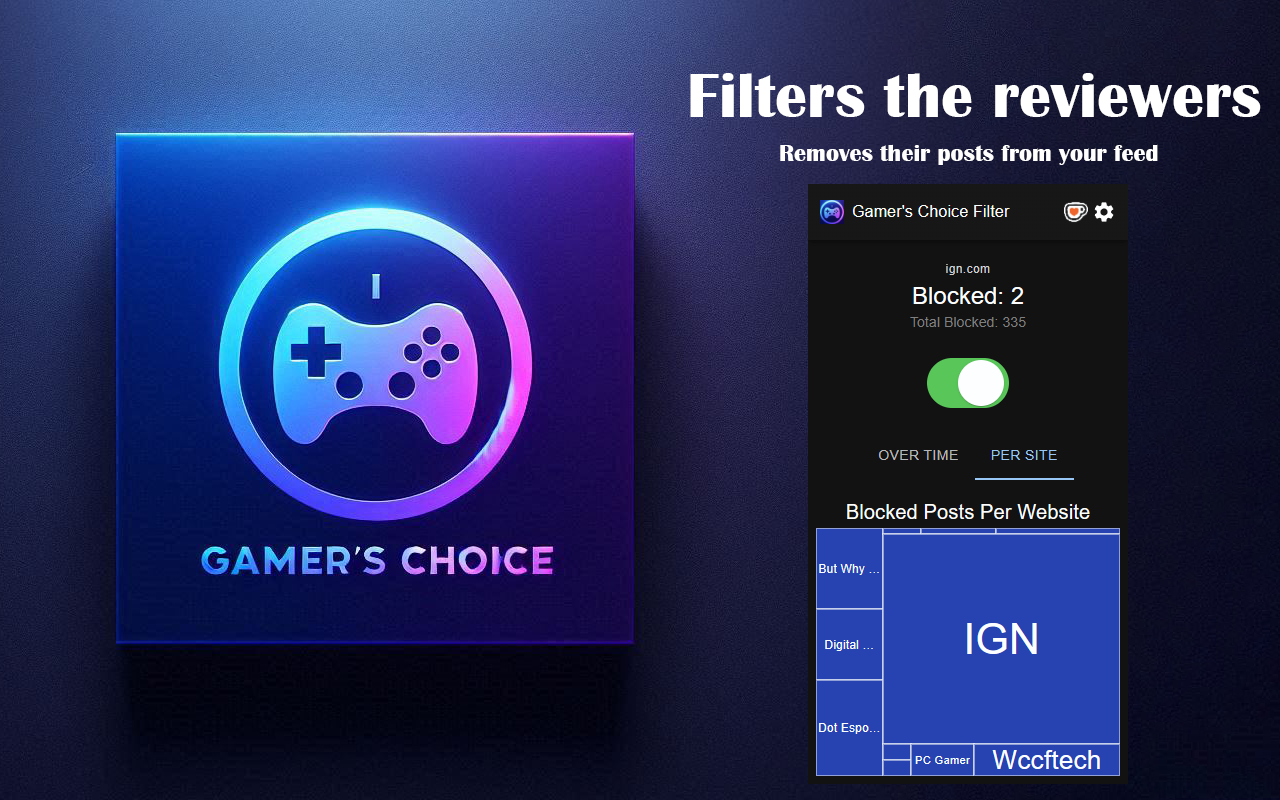 GAMER'S CHOICE
Filters the reviewers
Removes their posts from your feed
Gamer's Choice Filter
ign.com
Blocked: 2
Total Blocked: 335
OVER TIME
PER SITE
Blocked Posts Per Website
But Why ...
IGN
Digital ...
Dot Espo...
PC Gamer
Wccftech